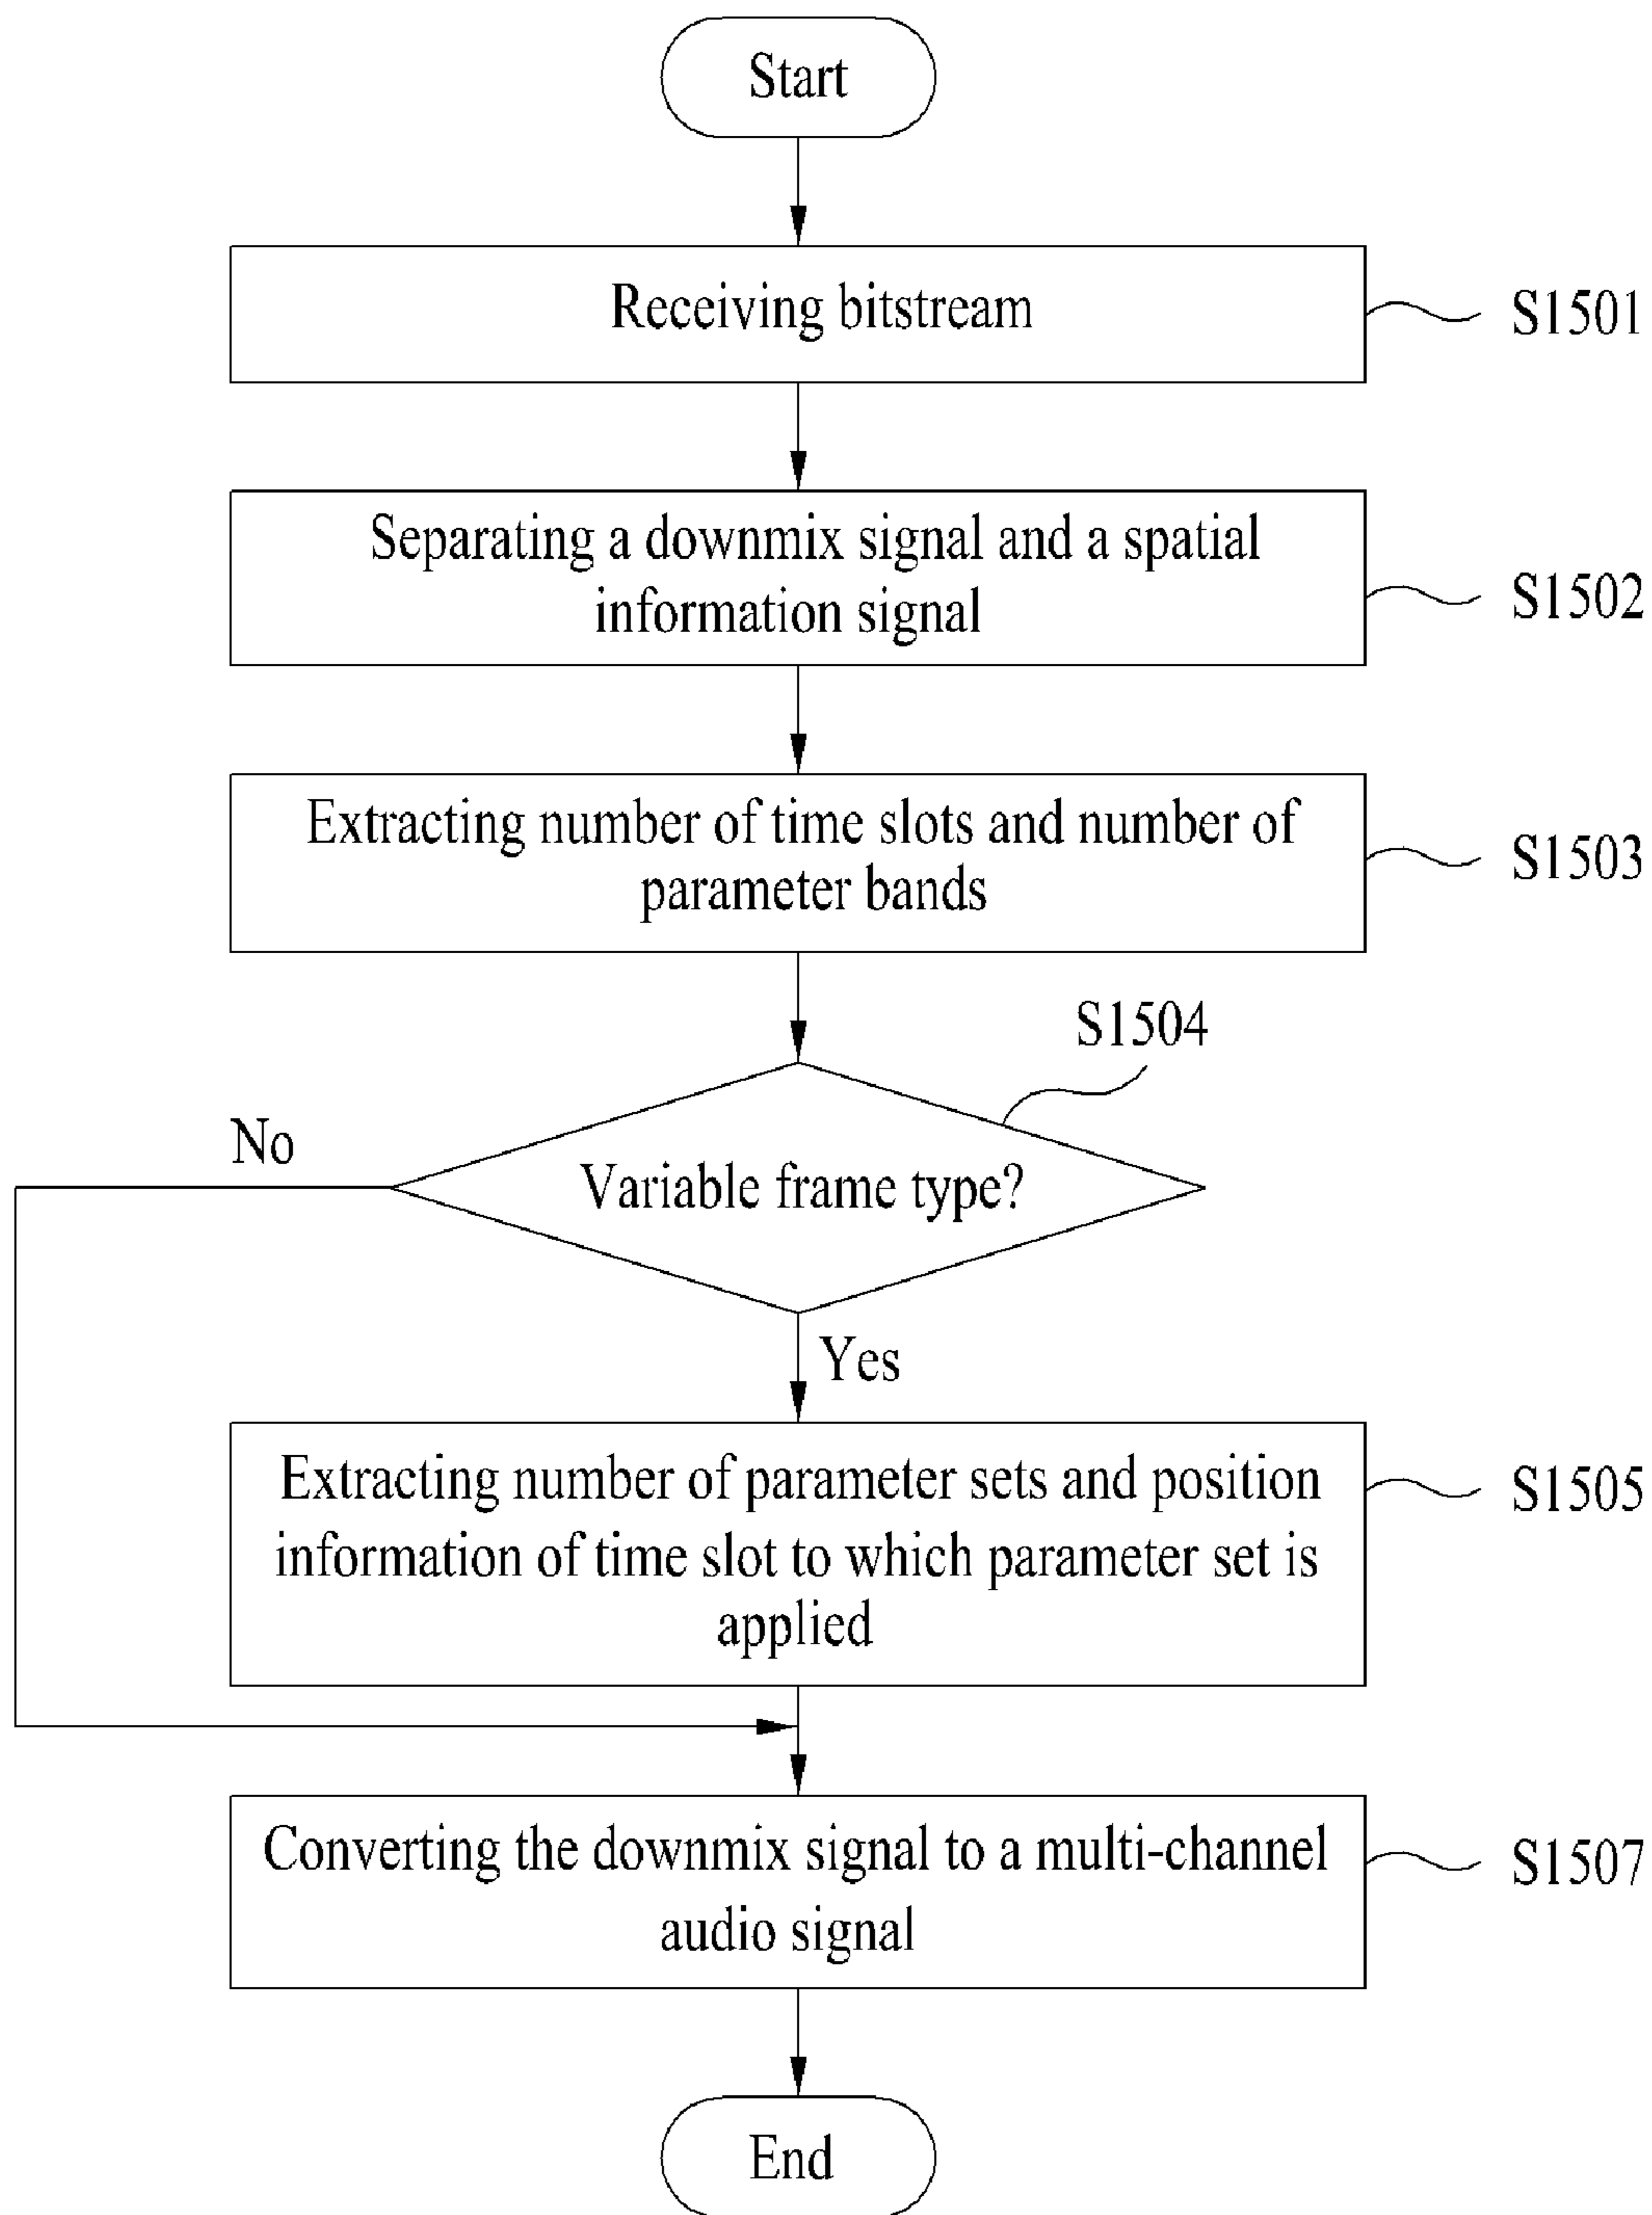 Start
Receiving bitstream
S1501
Separating a downmix signal and a spatial
information signal
S1502
Extracting number of time slots and number of
parameter bands
S1503
S1504
No
Variable frame type?
Yes
Extracting number of parameter sets and position
information of time slot to which parameter set is
applied
S1505
Converting the downmix signal to a multi-channel
audio signal
S1507
End